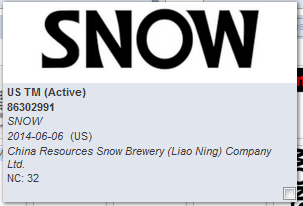 SNOW
US TM (Active)
86302991
SNOW
2014-06-06 (US)
China Resources Snow Brewery (Liao Ning) Company
Ltd.
NC: 32